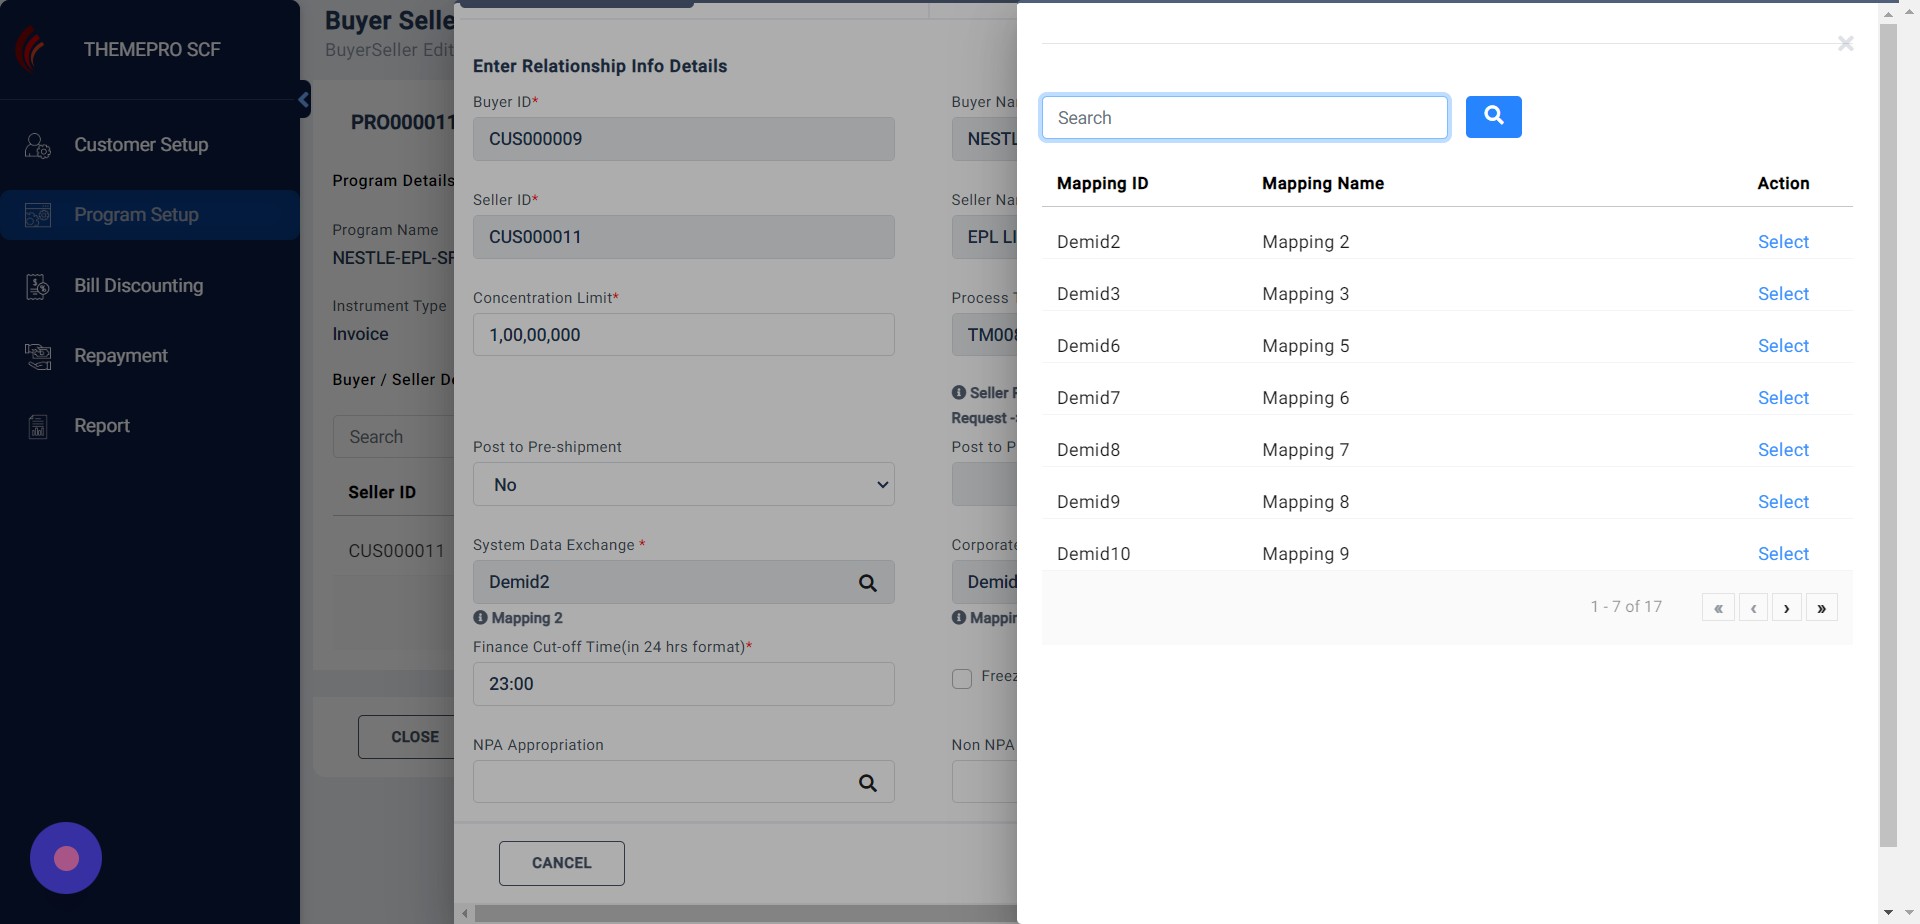 THEMEPRO SCF
Customer Setup
Program Setup
Bill Discounting
Repayment
Report
Buyer Selle
BuyerSeller Edit
PRO000011
Program Details
Program Name
NESTLE-EPL-SF
Instrument Type
Invoice
Buyer / Seller De
Search
Seller ID
CUS000011
CLOSE
Enter Relationship Info Details
Buyer ID*
Buyer Na
CUS000009
NESTL
Seller ID*
Seller Na
CUS000011
EPL LI
Concentration Limit*
Process T
1,00,00,000
TM008
Seller F
Request -
Post to Pre-shipment
Post to P
No
System Data Exchange *
Corporate
Demid2
Demid
Mapping 2
Mappin
Finance Cut-off Time(in 24 hrs format)*
23:00
Freez
NPA Appropriation
Non NPA
CANCEL
×
Search
Mapping ID Mapping Name Action
Demid2 Mapping 2 Select
Demid3 Mapping 3 Select
Demid6 Mapping 5 Select
Demid7 Mapping 6 Select
Demid8 Mapping 7 Select
Demid9 Mapping 8 Select
Demid10 Mapping 9 Select
1 - 7 of 17 « ‹ › »